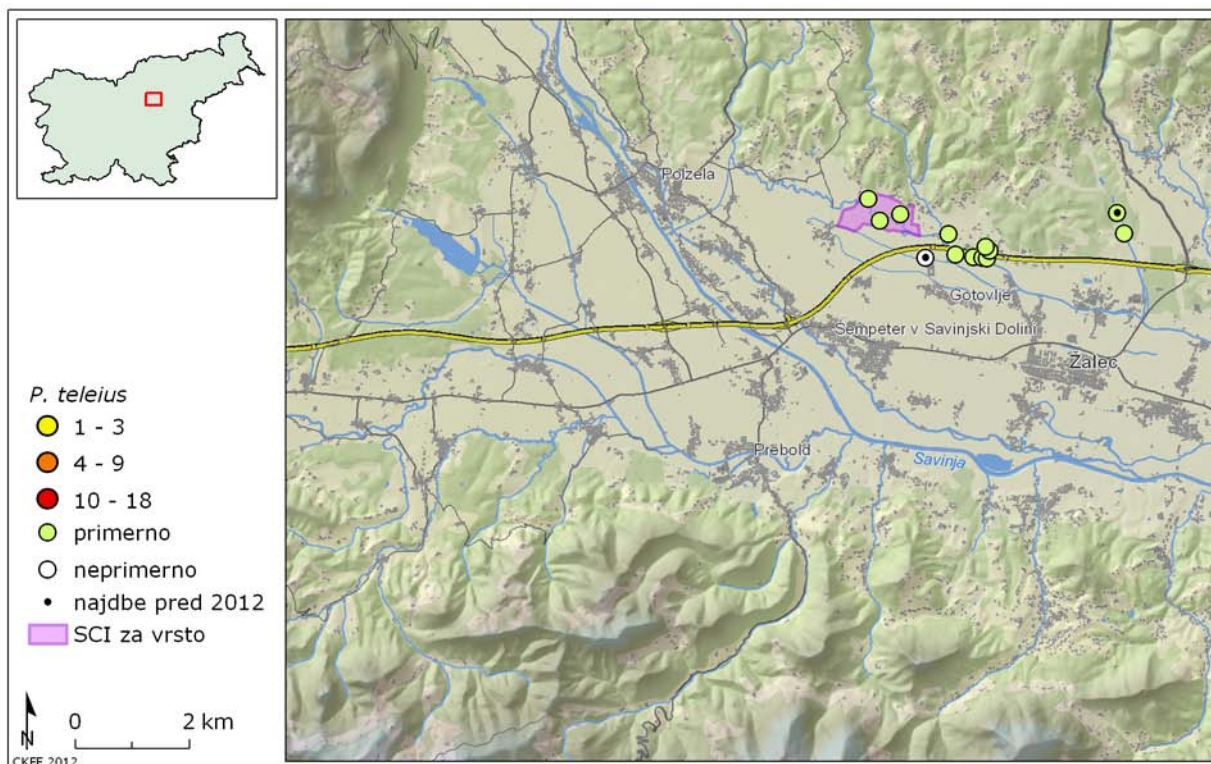 P. teleius
1 - 3
4 - 9
10 - 18
primerno
neprimerno
najdbe pred 2012
SCI za vrsto
N
0 2 km
CKFF 2012
Polzela
Gotovlje
Šempeter v Savinjski Dolini
Žalec
Prebold
Savinja